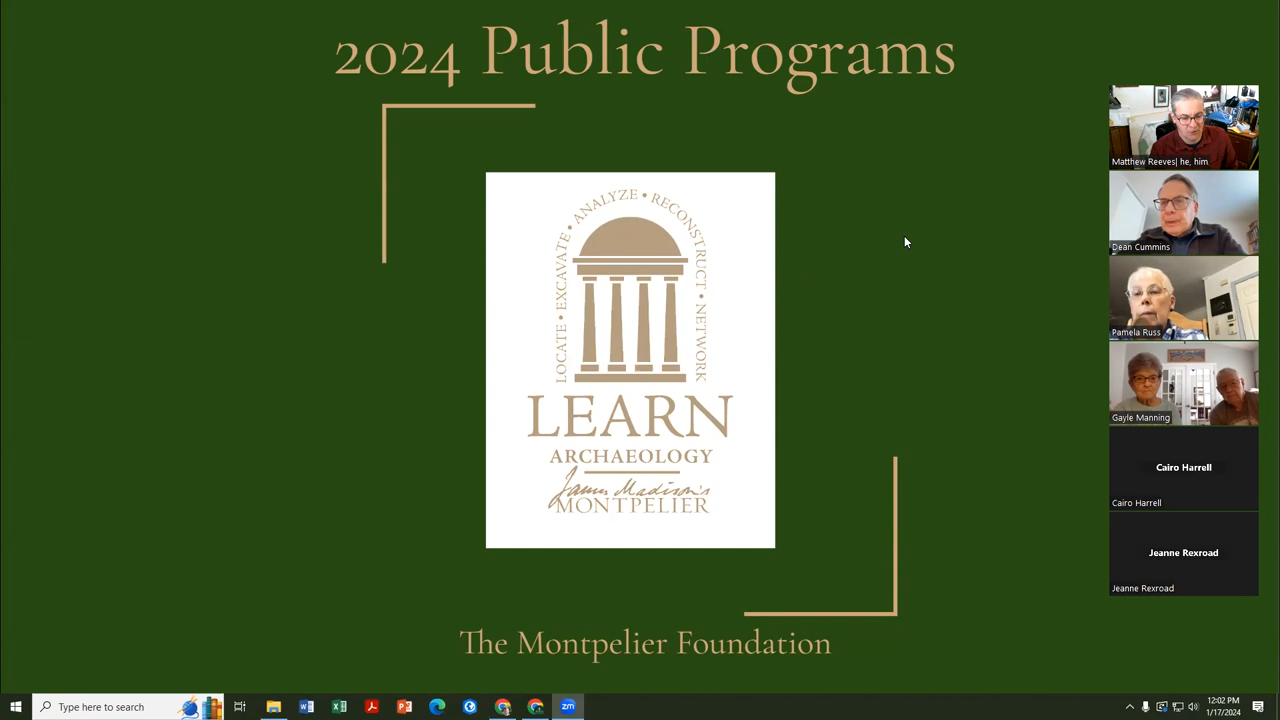 2024 Public Programs
LOCATE • EXCAVATE • ANALYZE • RECONSTRUCT • NETWORK
LEARN
ARCHAEOLOGY
James Madison's
MONTPELIER
The Montpelier Foundation
Matthew Reeves| he, him
Dean Cummins
Pamela Russ
Gayle Manning
Cairo Harrell
Cairo Harrell
Jeanne Rexroad
Jeanne Rexroad
Type here to search
zm
12:02 PM
1/17/2024